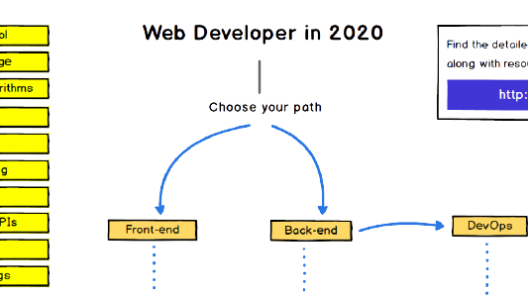 Web Developer in 2020
Choose your path
Front-end
Back-end
DevOps
Find the detaile
along with resou
http:
ol
ge
rithms
g
PIs
gs